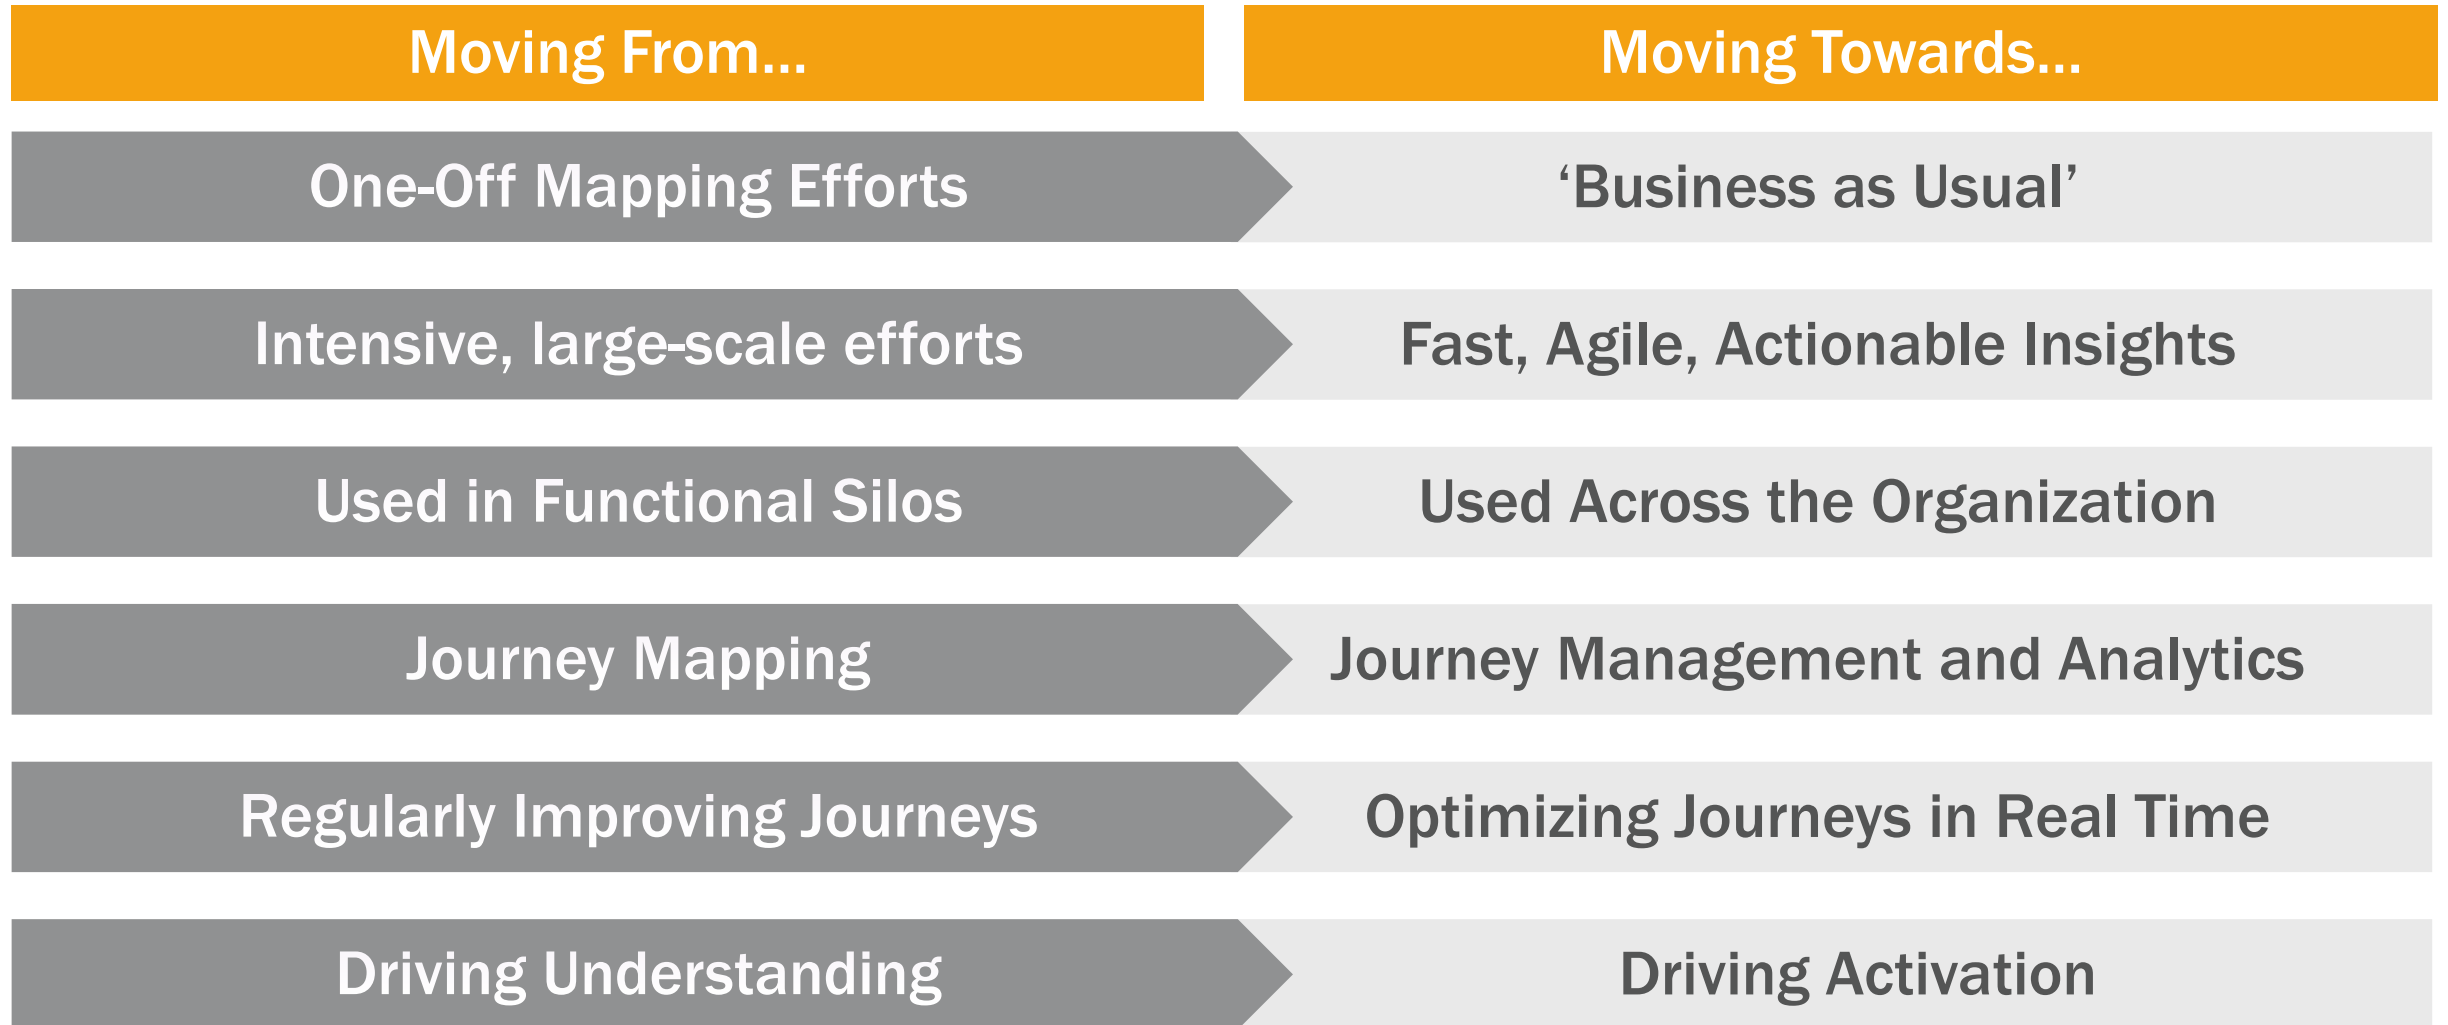 Moving From...
Moving Towards...
One-Off Mapping Efforts
‘Business as Usual’
Intensive, large-scale efforts
Fast, Agile, Actionable Insights
Used in Functional Silos
Used Across the Organization
Journey Mapping
Journey Management and Analytics
Regularly Improving Journeys
Optimizing Journeys in Real Time
Driving Understanding
Driving Activation